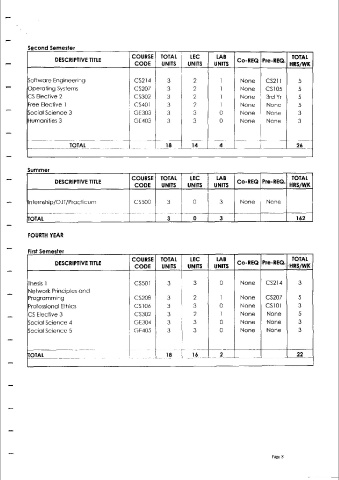 Second Semester
DESCRIPTIVE TITLE COURSE CODE TOTAL UNITS LEC UNITS LAB UNITS Co-REQ Pre-REQ TOTAL HRS/WK
Software Engineering CS214 3 2 1 None CS211 5
Operating Systems CS207 3 2 1 None CS105 5
CS Elective 2 CS302 3 2 1 None 3rd Yr 5
Free Elective 1 CS401 3 2 1 None None 5
Social Science 3 GE303 3 3 0 None None 3
Humanities 3 GE403 3 3 0 None None 3
TOTAL 18 14 4 26
Summer
DESCRIPTIVE TITLE COURSE CODE TOTAL UNITS LEC UNITS LAB UNITS Co-REQ Pre-REQ TOTAL HRS/WK
Internship/OJT/Practicum CS500 3 0 3 None None
TOTAL 3 0 3 162
FOURTH YEAR
First Semester
DESCRIPTIVE TITLE COURSE CODE TOTAL UNITS LEC UNITS LAB UNITS Co-REQ Pre-REQ TOTAL HRS/WK
Thesis 1 CS501 3 3 0 None CS214 3
Network Principles and
Programming CS208 3 2 1 None CS207 5
Professional Ethics CS106 3 3 0 None CS101 3
CS Elective 3 CS302 3 2 1 None None 5
Social Science 4 GE304 3 3 0 None None 3
Social Science 5 GE405 3 3 0 None None 3
TOTAL 18 16 2 22
Page 3